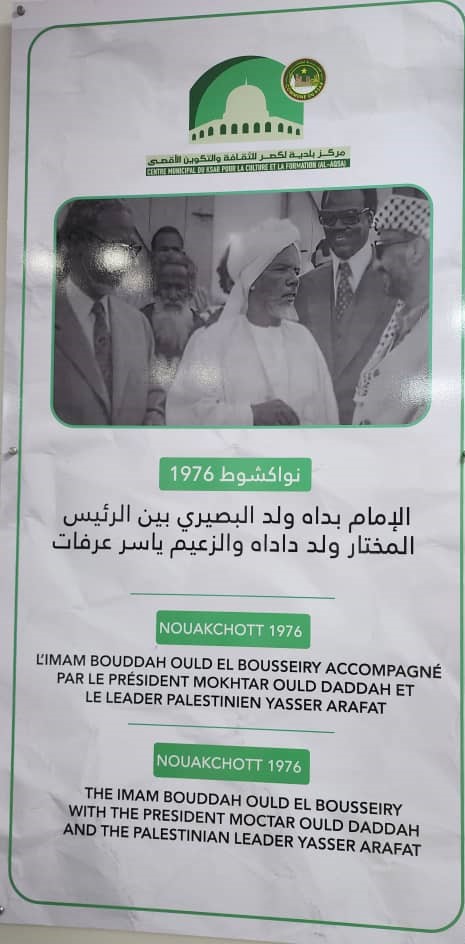 مركز بلدية لكصر للثقافة والتكوين الأقصى
CENTRE MUNICIPAL DU KSAR POUR LA CULTURE ET LA FORMATION (AL-AQSA)
نواكشوط 1976
الإمام بداه ولد البصيري بين الرئيس
المختار ولد داداه والزعيم ياسر عرفات
NOUAKCHOTT 1976
L'IMAM BOUDDAH OULD EL BOUSSEIRY ACCOMPAGNÉ
PAR LE PRÉSIDENT MOKHTAR OULD DADDAH ET
LE LEADER PALESTINIEN YASSER ARAFAT
NOUAKCHOTT 1976
THE IMAM BOUDDAH OULD EL BOUSSEIRY
WITH THE PRESIDENT MOCTAR OULD DADDAH
AND THE PALESTINIAN LEADER YASSER ARAFAT